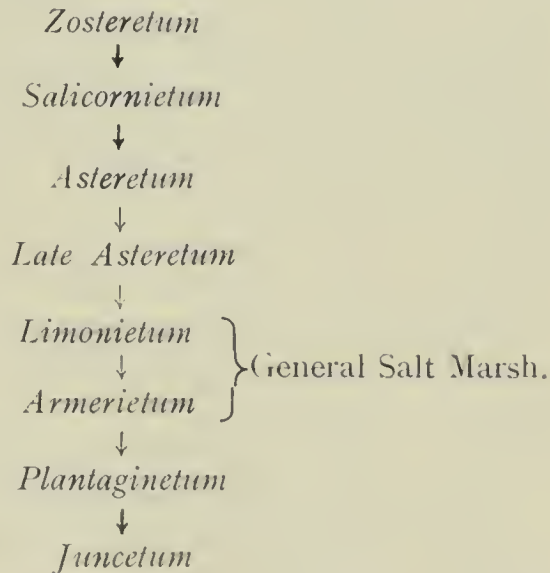 Zosteretum
↓
Salicornietum
↓
Asteretum
↓
Late Asteretum
↓
Limonietum
↓
General Salt Marsh.
Armerietum
↓
Plantaginetum
↓
Juncetum